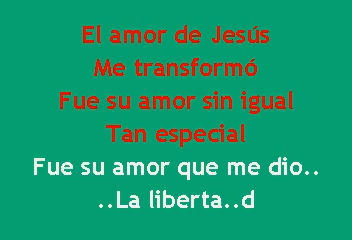 El amor de Jesús
Me transformó
Fue su amor sin igual
Tan especial
Fue su amor que me dio..
..La liberta..d